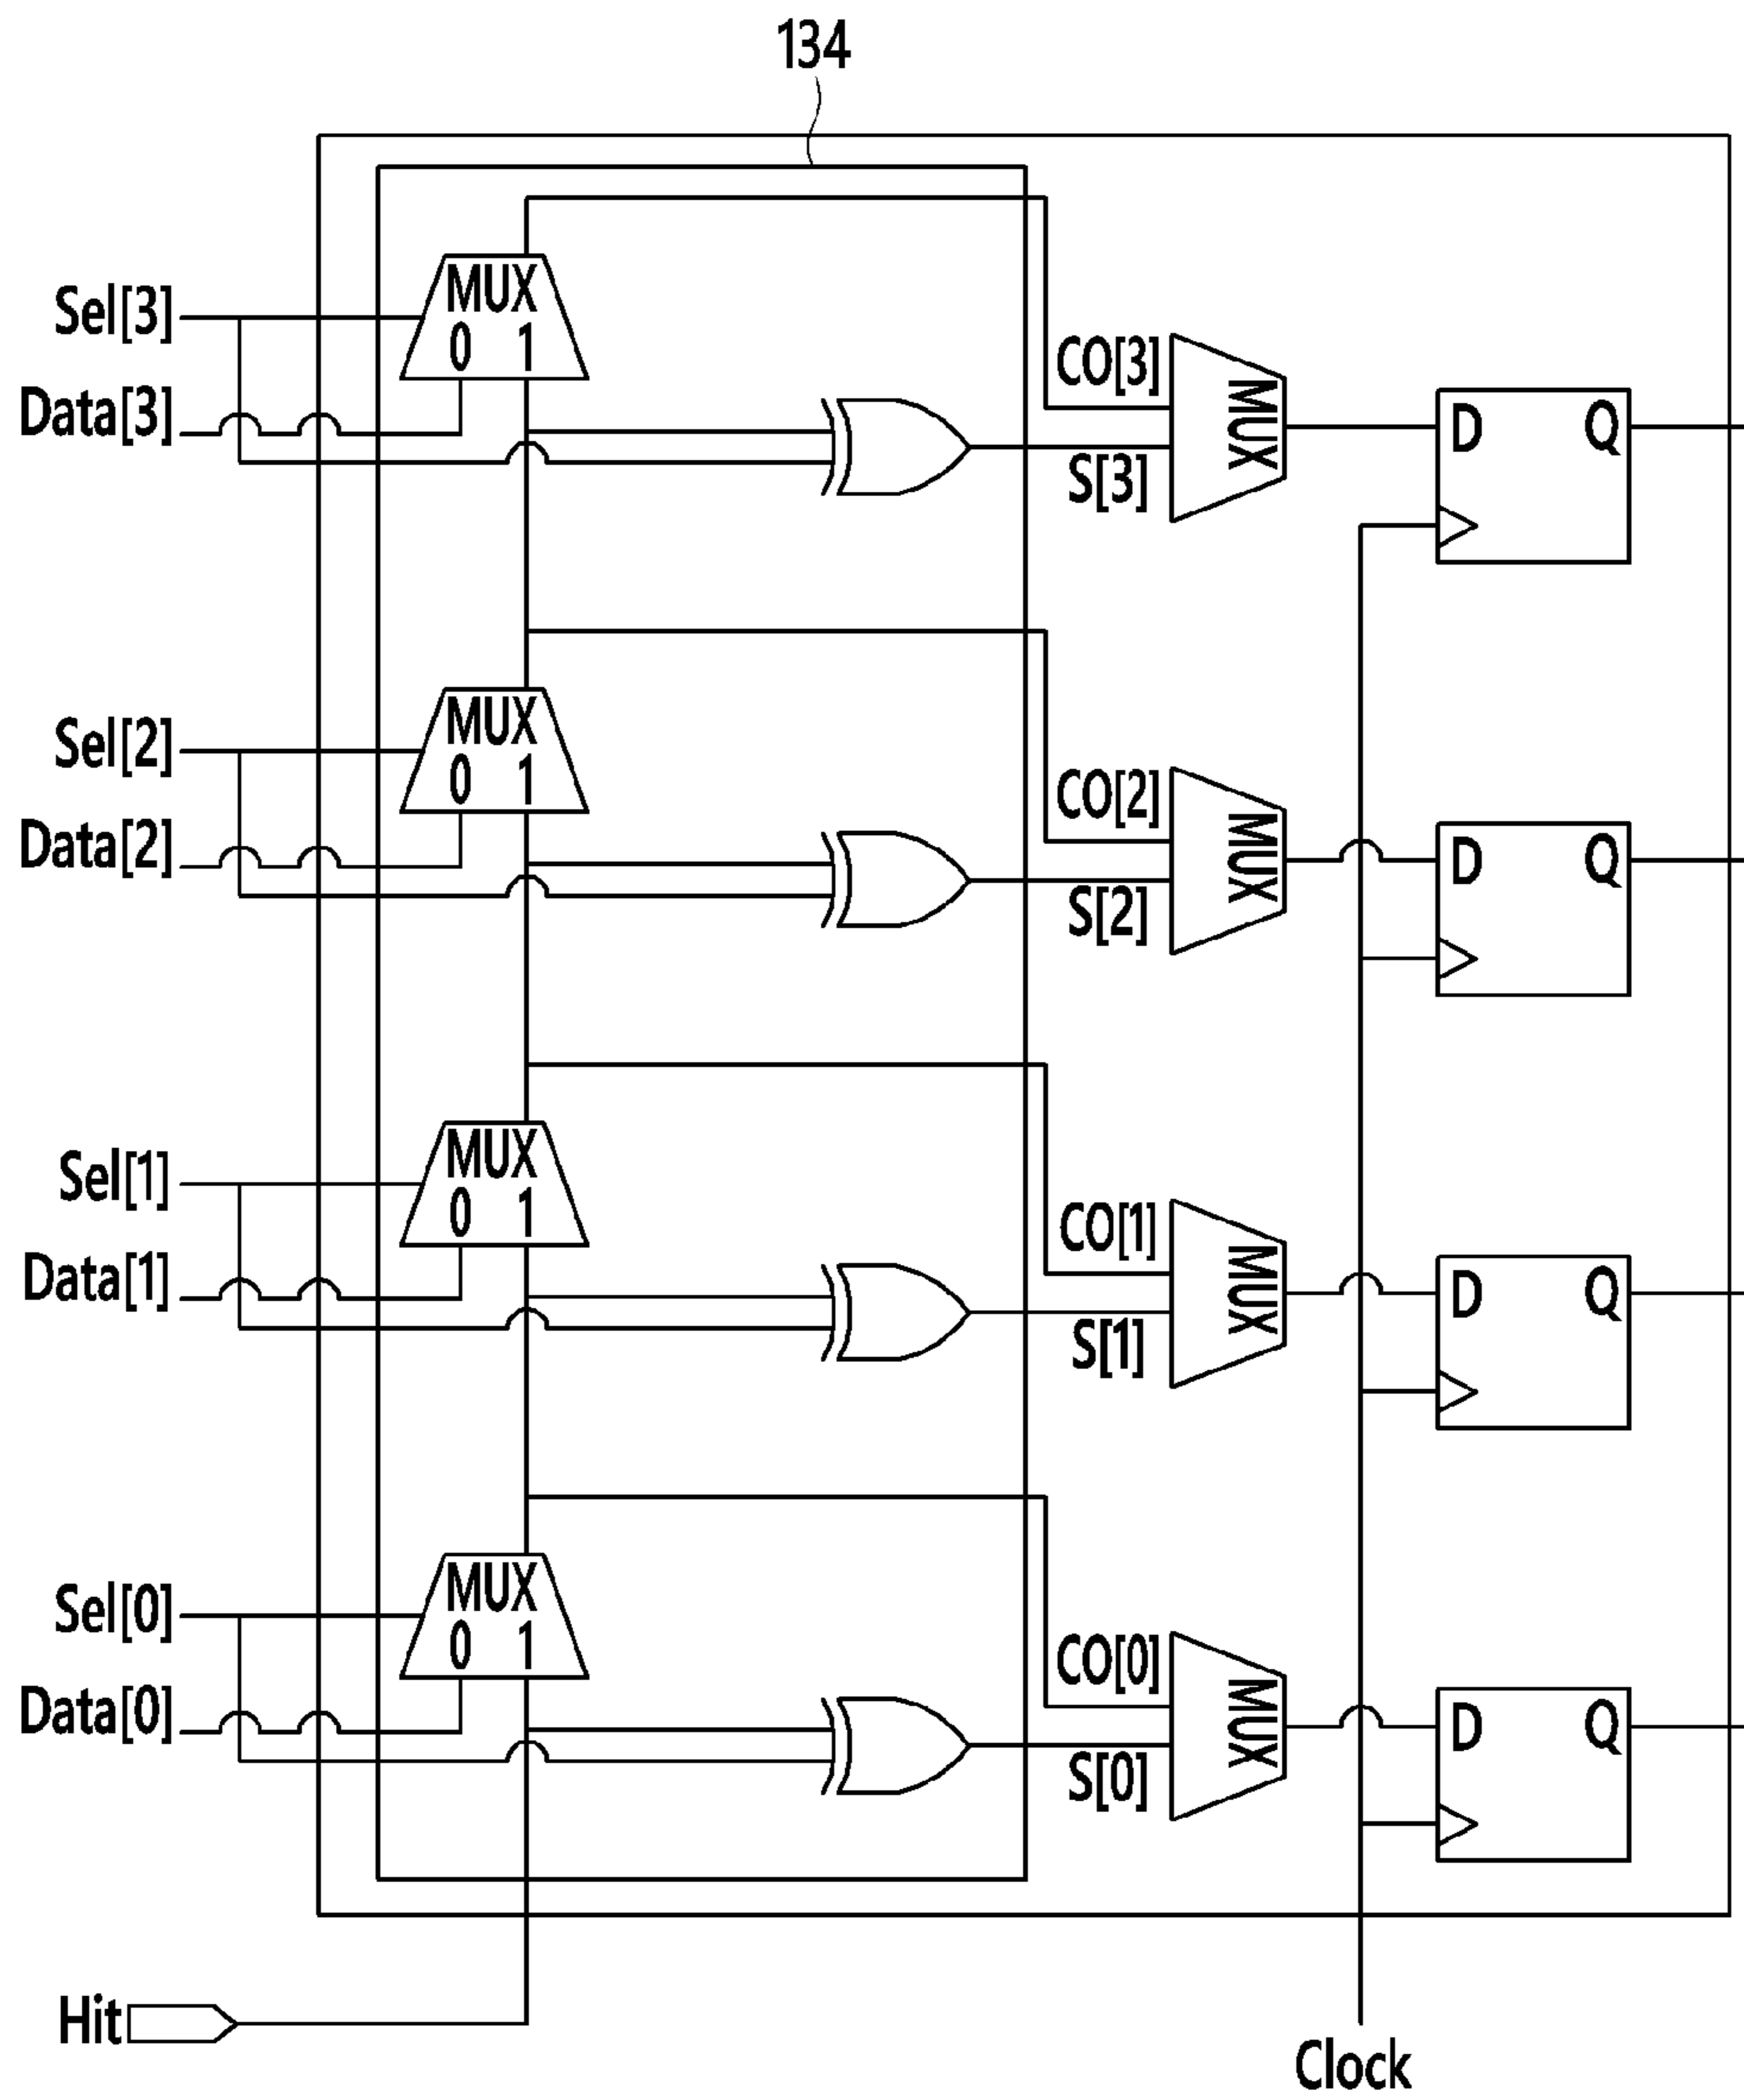 134
MUX
0 1
Sel[3]
Data[3]
CO[3]
S[3]
MUX
D Q
MUX
0 1
Sel[2]
Data[2]
CO[2]
S[2]
MUX
D Q
MUX
0 1
Sel[1]
Data[1]
CO[1]
S[1]
MUX
D Q
MUX
0 1
Sel[0]
Data[0]
CO[0]
S[0]
MUX
D Q
Hit
Clock